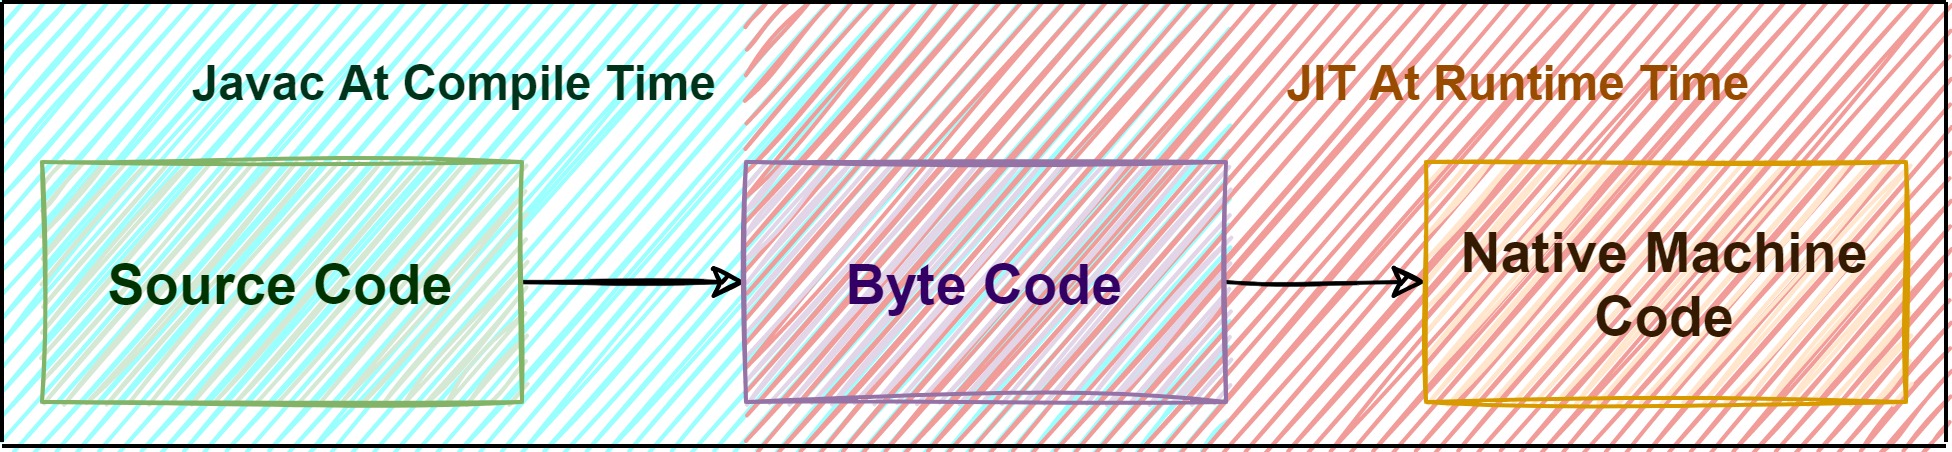 Javac At Compile Time
JIT At Runtime Time
Source Code
Byte Code
Native Machine
Code